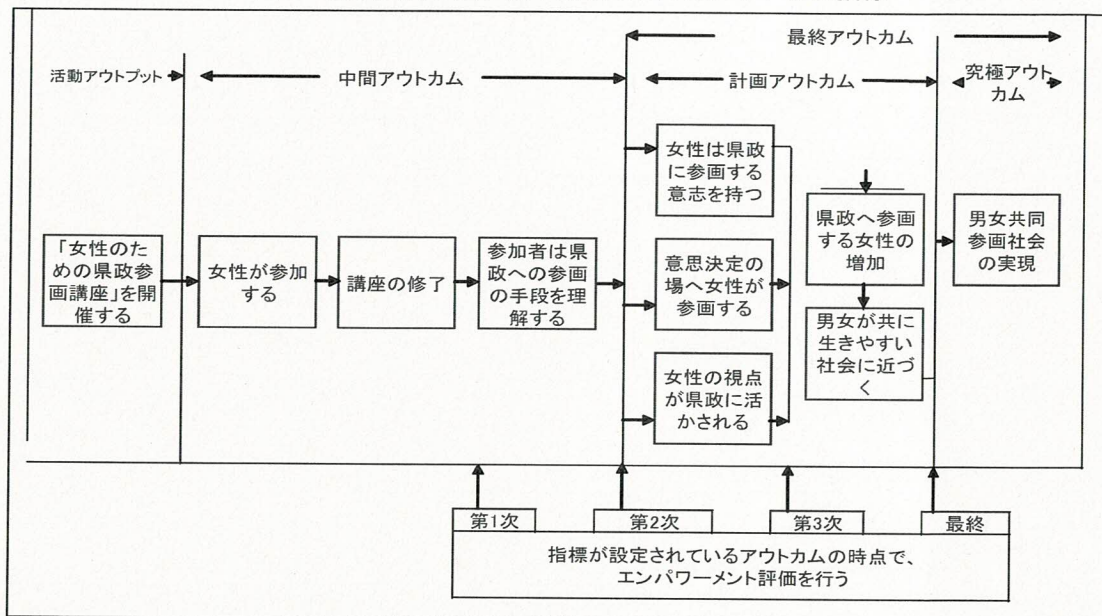 最終アウトカム
活動アウトプット
中間アウトカム
計画アウトカム
究極アウト
カム
「女性のた
めの県政参
画講座」を開
催する
女性が参加
する
講座の修了
参加者は県
政への参画
の手段を理
解する
女性は県政
に参画する
意志を持つ
意思決定の
場へ女性が
参画する
女性の視点
が県政に活
かされる
県政へ参画
する女性の
増加
男女が共に
生きやすい
社会に近づ
く
男女共同
参画社会
の実現
第1次
第2次
第3次
最終
指標が設定されているアウトカムの時点で、
エンパワーメント評価を行う